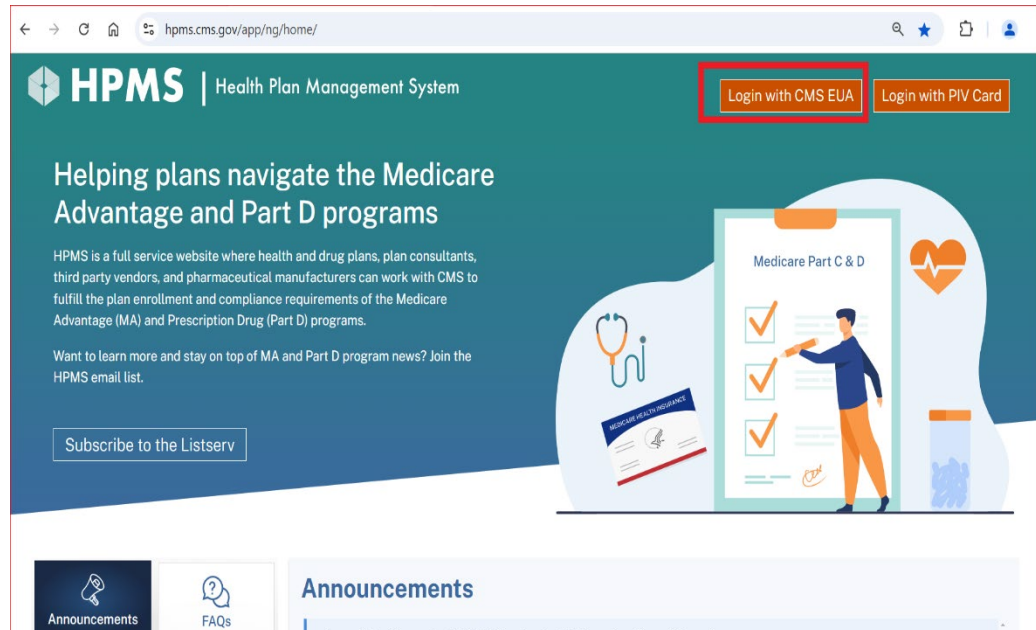 hpms.cms.gov/app/ng/home/
HPMS | Health Plan Management System
Login with CMS EUA
Login with PIV Card
Helping plans navigate the Medicare
Advantage and Part D programs
HPMS is a full service website where health and drug plans, plan consultants,
third party vendors, and pharmaceutical manufacturers can work with CMS to
fulfill the plan enrollment and compliance requirements of the Medicare
Advantage (MA) and Prescription Drug (Part D) programs.
Want to learn more and stay on top of MA and Part D program news? Join the
HPMS email list.
Subscribe to the Listserv
Medicare Part C & D
MEDICARE HEALTH INSURANCE
Announcements
FAQs
Announcements